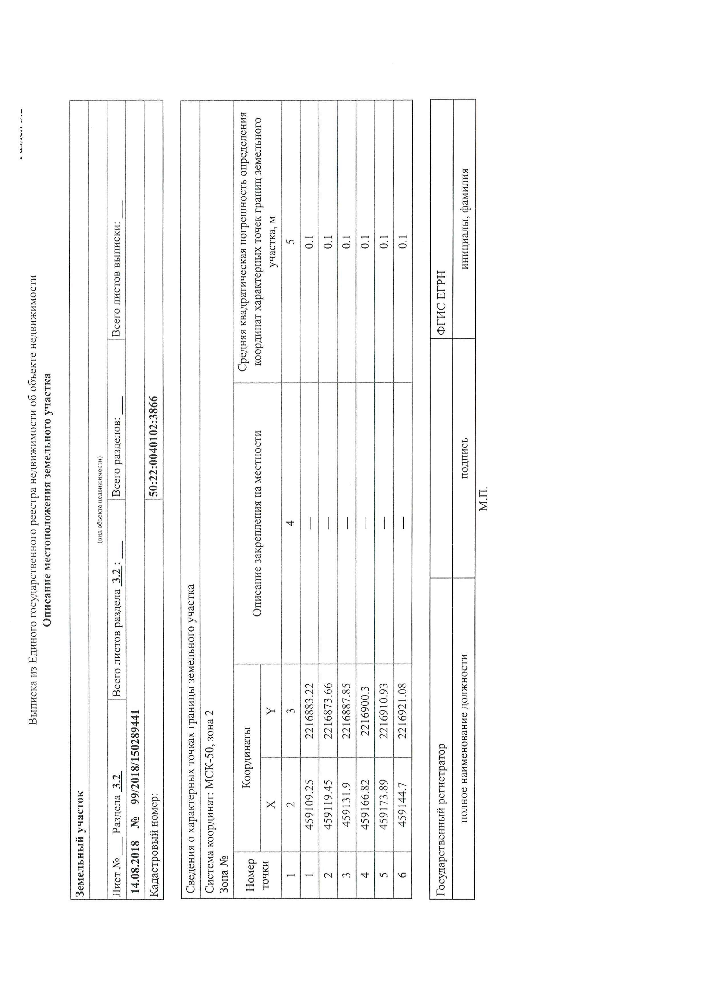 Выписка из Единого государственного реестра недвижимости об объекте недвижимости
Описание местоположения земельного участка
Земельный участок
(вид объекта недвижимости)
Лист № ___ Раздела 3.2 Всего листов раздела 3.2 : ___ Всего разделов: ___ Всего листов выписки: ___
14.08.2018 № 99/2018/150289441
Кадастровый номер: 50:22:0040102:3866
Сведения о характерных точках границы земельного участка
Система координат: МСК-50, зона 2
Зона №
Номер точки Координаты Описание закрепления на местности Средняя квадратическая погрешность определения
координат характерных точек границ земельного
участка, м
X Y
1 2 3 4 5
1 459109.25 2216883.22 — 0.1
2 459119.45 2216873.66 — 0.1
3 459131.9 2216887.85 — 0.1
4 459166.82 2216900.3 — 0.1
5 459173.89 2216910.93 — 0.1
6 459144.7 2216921.08 — 0.1
Государственный регистратор ФГИС ЕГРН
полное наименование должности подпись инициалы, фамилия
М.П.